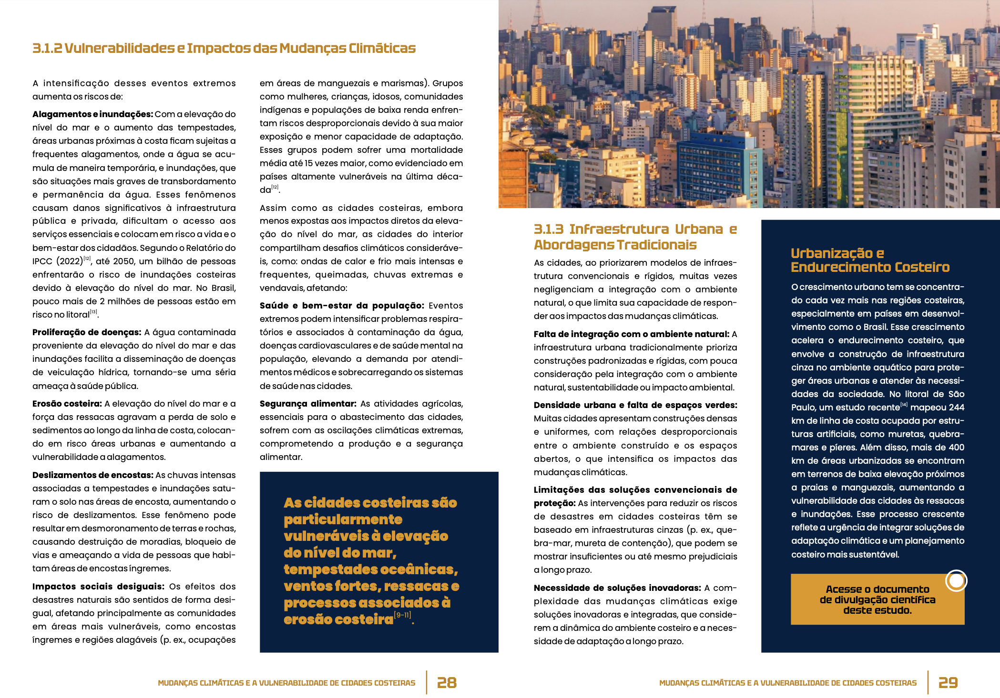 3.1.2 Vulnerabilidades e Impactos das Mudanças Climáticas
A intensificação desses eventos extremos
aumenta os riscos de:
Alagamentos e inundações: Com a elevação do
nível do mar e o aumento das tempestades,
áreas urbanas próximas à costa ficam sujeitas a
frequentes alagamentos, onde a água se acu-
mula de maneira temporária, e inundações, que
são situações mais graves de transbordamento
e permanência da água. Esses fenômenos
causam danos significativos à infraestrutura
pública e privada, dificultam o acesso aos
serviços essenciais e colocam em risco a vida e o
bem-estar dos cidadãos. Segundo o Relatório do
IPCC (2022)[12], até 2050, um bilhão de pessoas
enfrentarão o risco de inundações costeiras
devido à elevação do nível do mar. No Brasil,
pouco mais de 2 milhões de pessoas estão em
risco no litoral[13].
Proliferação de doenças: A água contaminada
proveniente da elevação do nível do mar e das
inundações facilita a disseminação de doenças
de veiculação hídrica, tornando-se uma séria
ameaça à saúde pública.
Erosão costeira: A elevação do nível do mar e a
força das ressacas agravam a perda de solo e
sedimentos ao longo da linha de costa, colocan-
do em risco áreas urbanas e aumentando a
vulnerabilidade a alagamentos.
Deslizamentos de encostas: As chuvas intensas
associadas a tempestades e inundações satu-
ram o solo nas áreas de encosta, aumentando o
risco de deslizamentos. Esse fenômeno pode
resultar em desmoronamento de terras e rochas,
causando destruição de moradias, bloqueio de
vias e ameaçando a vida de pessoas que habi-
tam áreas de encostas íngremes.
Impactos sociais desiguais: Os efeitos dos
desastres naturais são sentidos de forma desi-
gual, afetando principalmente as comunidades
em áreas mais vulneráveis, como encostas
íngremes e regiões alagáveis (p. ex., ocupações
em áreas de manguezais e marismas). Grupos
como mulheres, crianças, idosos, comunidades
indígenas e populações de baixa renda enfren-
tam riscos desproporcionais devido à sua maior
exposição e menor capacidade de adaptação.
Esses grupos podem sofrer uma mortalidade
média até 15 vezes maior, como evidenciado em
países altamente vulneráveis na última déca-
da[12].
Assim como as cidades costeiras, embora
menos expostas aos impactos diretos da eleva-
ção do nível do mar, as cidades do interior
compartilham desafios climáticos consideráve-
is, como: ondas de calor e frio mais intensas e
frequentes, queimadas, chuvas extremas e
vendavais, afetando:
Saúde e bem-estar da população: Eventos
extremos podem intensificar problemas respira-
tórios e associados à contaminação da água,
doenças cardiovasculares e de saúde mental na
população, elevando a demanda por atendi-
mentos médicos e sobrecarregando os sistemas
de saúde nas cidades.
Segurança alimentar: As atividades agrícolas,
essenciais para o abastecimento das cidades,
sofrem com as oscilações climáticas extremas,
comprometendo a produção e a segurança
alimentar.
As cidades costeiras são
particularmente
vulneráveis à elevação
do nível do mar,
tempestades oceânicas,
ventos fortes, ressacas e
processos associados à
erosão costeira[9-11].
MUDANÇAS CLIMÁTICAS E A VULNERABILIDADE DE CIDADES COSTEIRAS 28
3.1.3 Infraestrutura Urbana e
Abordagens Tradicionais
As cidades, ao priorizarem modelos de infraes-
trutura convencionais e rígidos, muitas vezes
negligenciam a integração com o ambiente
natural, o que limita sua capacidade de respon-
der aos impactos das mudanças climáticas.
Falta de integração com o ambiente natural: A
infraestrutura urbana tradicionalmente prioriza
construções padronizadas e rígidas, com pouca
consideração pela integração com o ambiente
natural, sustentabilidade ou impacto ambiental.
Densidade urbana e falta de espaços verdes:
Muitas cidades apresentam construções densas
e uniformes, com relações desproporcionais
entre o ambiente construído e os espaços
abertos, o que intensifica os impactos das
mudanças climáticas.
Limitações das soluções convencionais de
proteção: As intervenções para reduzir os riscos
de desastres em cidades costeiras têm se
baseado em infraestruturas cinzas (p. ex., que-
bra-mar, mureta de contenção), que podem se
mostrar insuficientes ou até mesmo prejudiciais
a longo prazo.
Necessidade de soluções inovadoras: A com-
plexidade das mudanças climáticas exige
soluções inovadoras e integradas, que conside-
rem a dinâmica do ambiente costeiro e a neces-
sidade de adaptação a longo prazo.
Urbanização e
Endurecimento Costeiro
O crescimento urbano tem se concentra-
do cada vez mais nas regiões costeiras,
especialmente em países em desenvol-
vimento como o Brasil. Esse crescimento
acelera o endurecimento costeiro, que
envolve a construção de infraestrutura
cinza no ambiente aquático para prote-
ger áreas urbanas e atender às necessi-
dades da sociedade. No litoral de São
Paulo, um estudo recente[14] mapeou 244
km de linha de costa ocupada por estru-
turas artificiais, como muretas, quebra-
mares e píeres. Além disso, mais de 400
km de áreas urbanizadas se encontram
em terrenos de baixa elevação próximos
a praias e manguezais, aumentando a
vulnerabilidade das cidades às ressacas
e inundações. Esse processo crescente
reflete a urgência de integrar soluções de
adaptação climática e um planejamento
costeiro mais sustentável.
Acesse o documento
de divulgação científica
deste estudo.
MUDANÇAS CLIMÁTICAS E A VULNERABILIDADE DE CIDADES COSTEIRAS 29